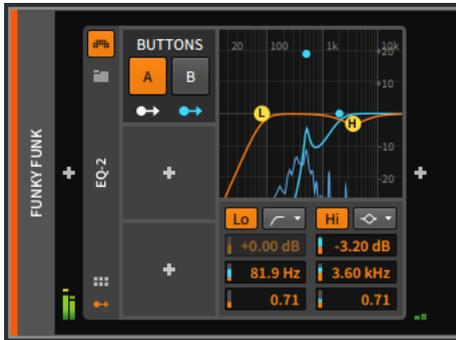 FUNKY FUNK
EQ-2
BUTTONS
A
B
20
100
1k
10k
+20
+10
-10
-20
L
H
Lo
Hi
+0.00 dB
-3.20 dB
81.9 Hz
3.60 kHz
0.71
0.71